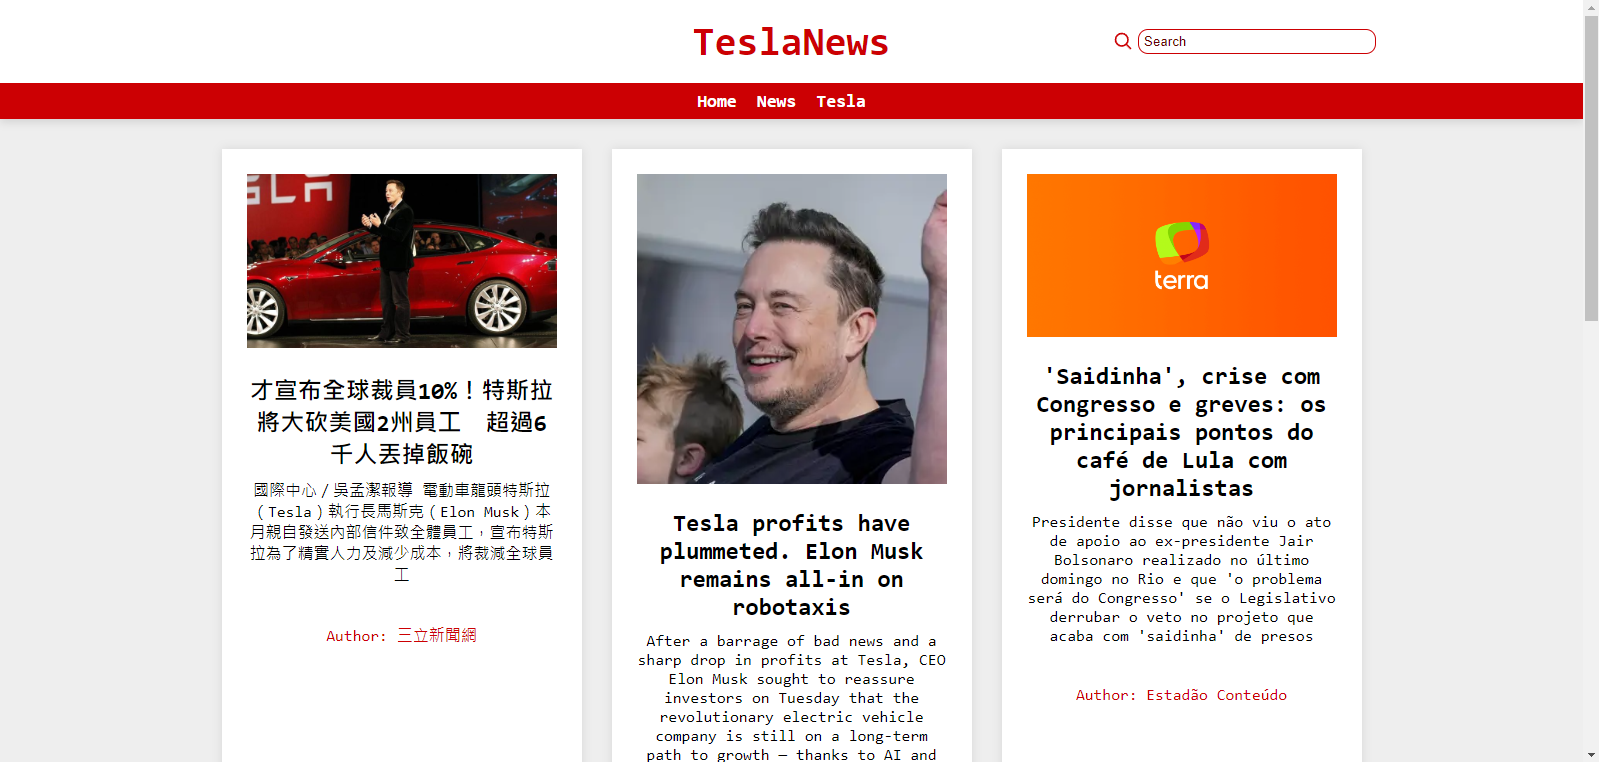 TeslaNews
Search
Home News Tesla
SLA
才宣布全球裁員10%！特斯拉
將大砍美國2州員工　超過6
千人丟掉飯碗
國際中心／吳孟潔報導 電動車龍頭特斯拉
（Tesla）執行長馬斯克（Elon Musk）本
月親自發送內部信件致全體員工，宣布特斯
拉為了精實人力及減少成本，將裁減全球員
工
Author: 三立新聞網
Tesla profits have
plummeted. Elon Musk
remains all-in on
robotaxis
After a barrage of bad news and a
sharp drop in profits at Tesla, CEO
Elon Musk sought to reassure
investors on Tuesday that the
revolutionary electric vehicle
company is still on a long-term
path to growth — thanks to AI and
terra
'Saidinha', crise com
Congresso e greves: os
principais pontos do
café de Lula com
jornalistas
Presidente disse que não viu o ato
de apoio ao ex-presidente Jair
Bolsonaro realizado no último
domingo no Rio e que 'o problema
será do Congresso' se o Legislativo
derrubar o veto no projeto que
acaba com 'saidinha' de presos
Author: Estadão Conteúdo